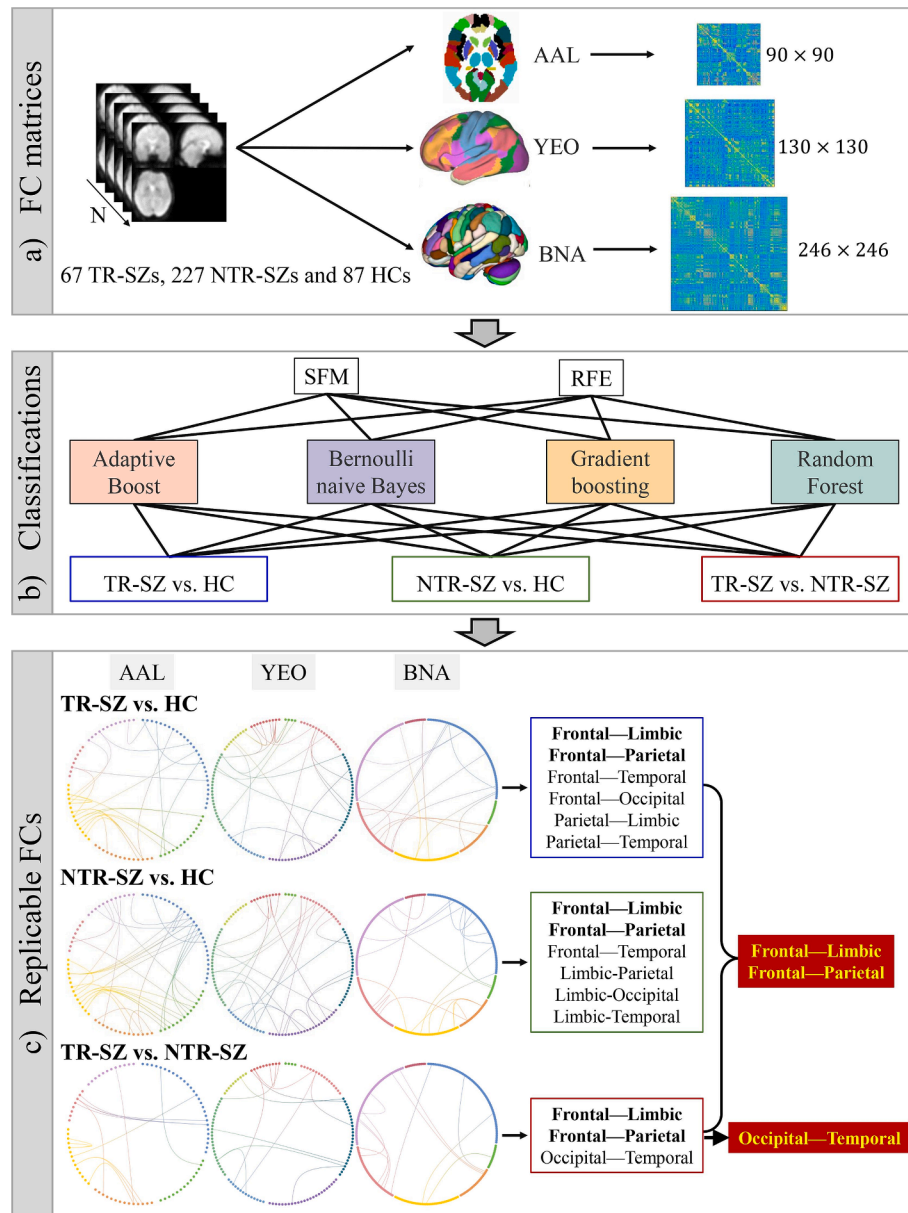 a) FC matrices
N
67 TR-SZs, 227 NTR-SZs and 87 HCs
AAL
90 × 90
YEO
130 × 130
BNA
246 × 246
b) Classifications
SFM
RFE
Adaptive
Boost
Bernoulli
naive Bayes
Gradient
boosting
Random
Forest
TR-SZ vs. HC
NTR-SZ vs. HC
TR-SZ vs. NTR-SZ
c) Replicable FCs
AAL
YEO
BNA
TR-SZ vs. HC
Frontal—Limbic
Frontal—Parietal
Frontal—Temporal
Frontal—Occipital
Parietal—Limbic
Parietal—Temporal
NTR-SZ vs. HC
Frontal—Limbic
Frontal—Parietal
Frontal—Temporal
Limbic-Parietal
Limbic-Occipital
Limbic-Temporal
Frontal—Limbic
Frontal—Parietal
TR-SZ vs. NTR-SZ
Frontal—Limbic
Frontal—Parietal
Occipital—Temporal
Occipital—Temporal